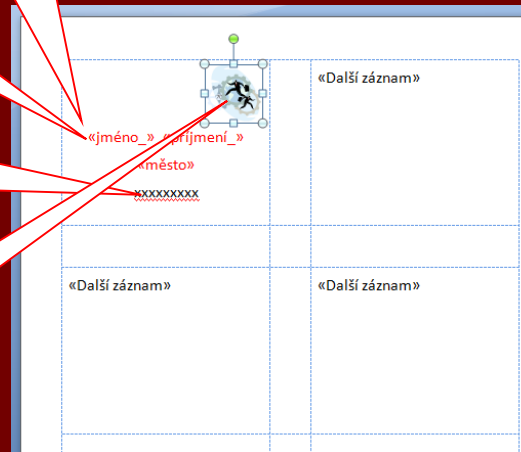 «Další záznam»
«jméno_» «příjmení_»
«město»
xxxxxxxxx
«Další záznam»
«Další záznam»